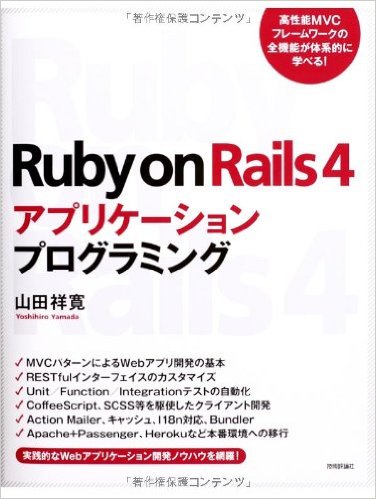 "著作権保護コンテンツ"
高性能MVC
フレームワークの
全機能が体系的に
学べる!
Ruby on Rails 4
Ruby on Rails 4
アプリケーション
プログラミング
山田祥寛
Yoshihiro Yamada
✓MVCパターンによるWebアプリ開発の基本
✓RESTfulインターフェイスのカスタマイズ
✓Unit/Function/Integrationテストの自動化
✓CoffeeScript、SCSS等を駆使したクライアント開発
✓Action Mailer、キャッシュ、I18n対応、Bundler
✓Apache+Passenger、Herokuなど本番環境への移行
実践的なWebアプリケーション開発ノウハウを網羅!
技術評論社
"著作権保護コンテンツ"